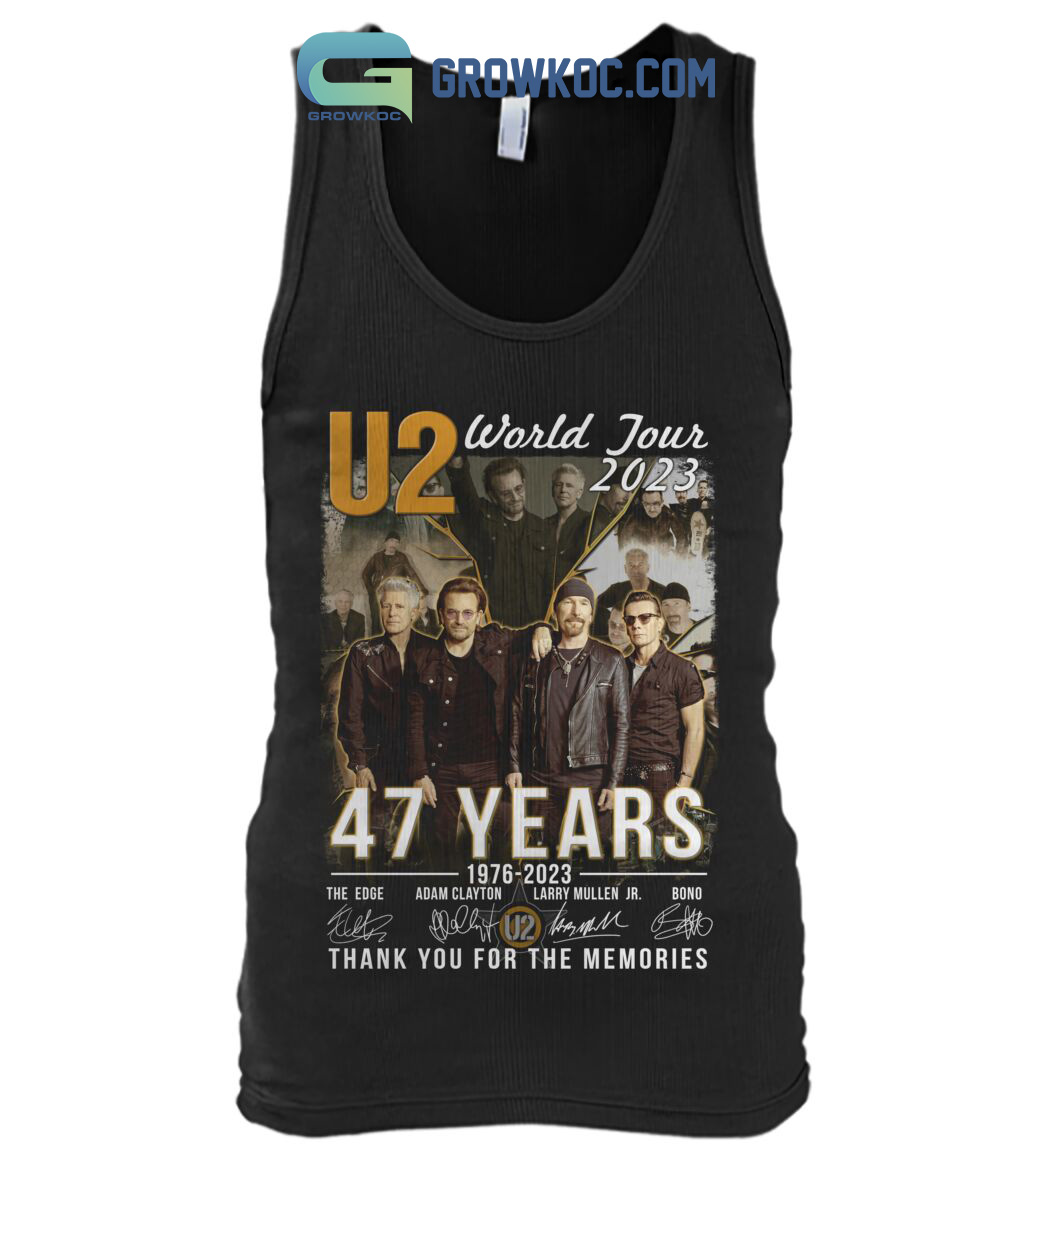 GROWKOC
GROWKOC.COM
U2 World Tour
2023
47 YEARS
1976-2023
THE EDGE ADAM CLAYTON LARRY MULLEN JR. BONO
U2
THANK YOU FOR THE MEMORIES